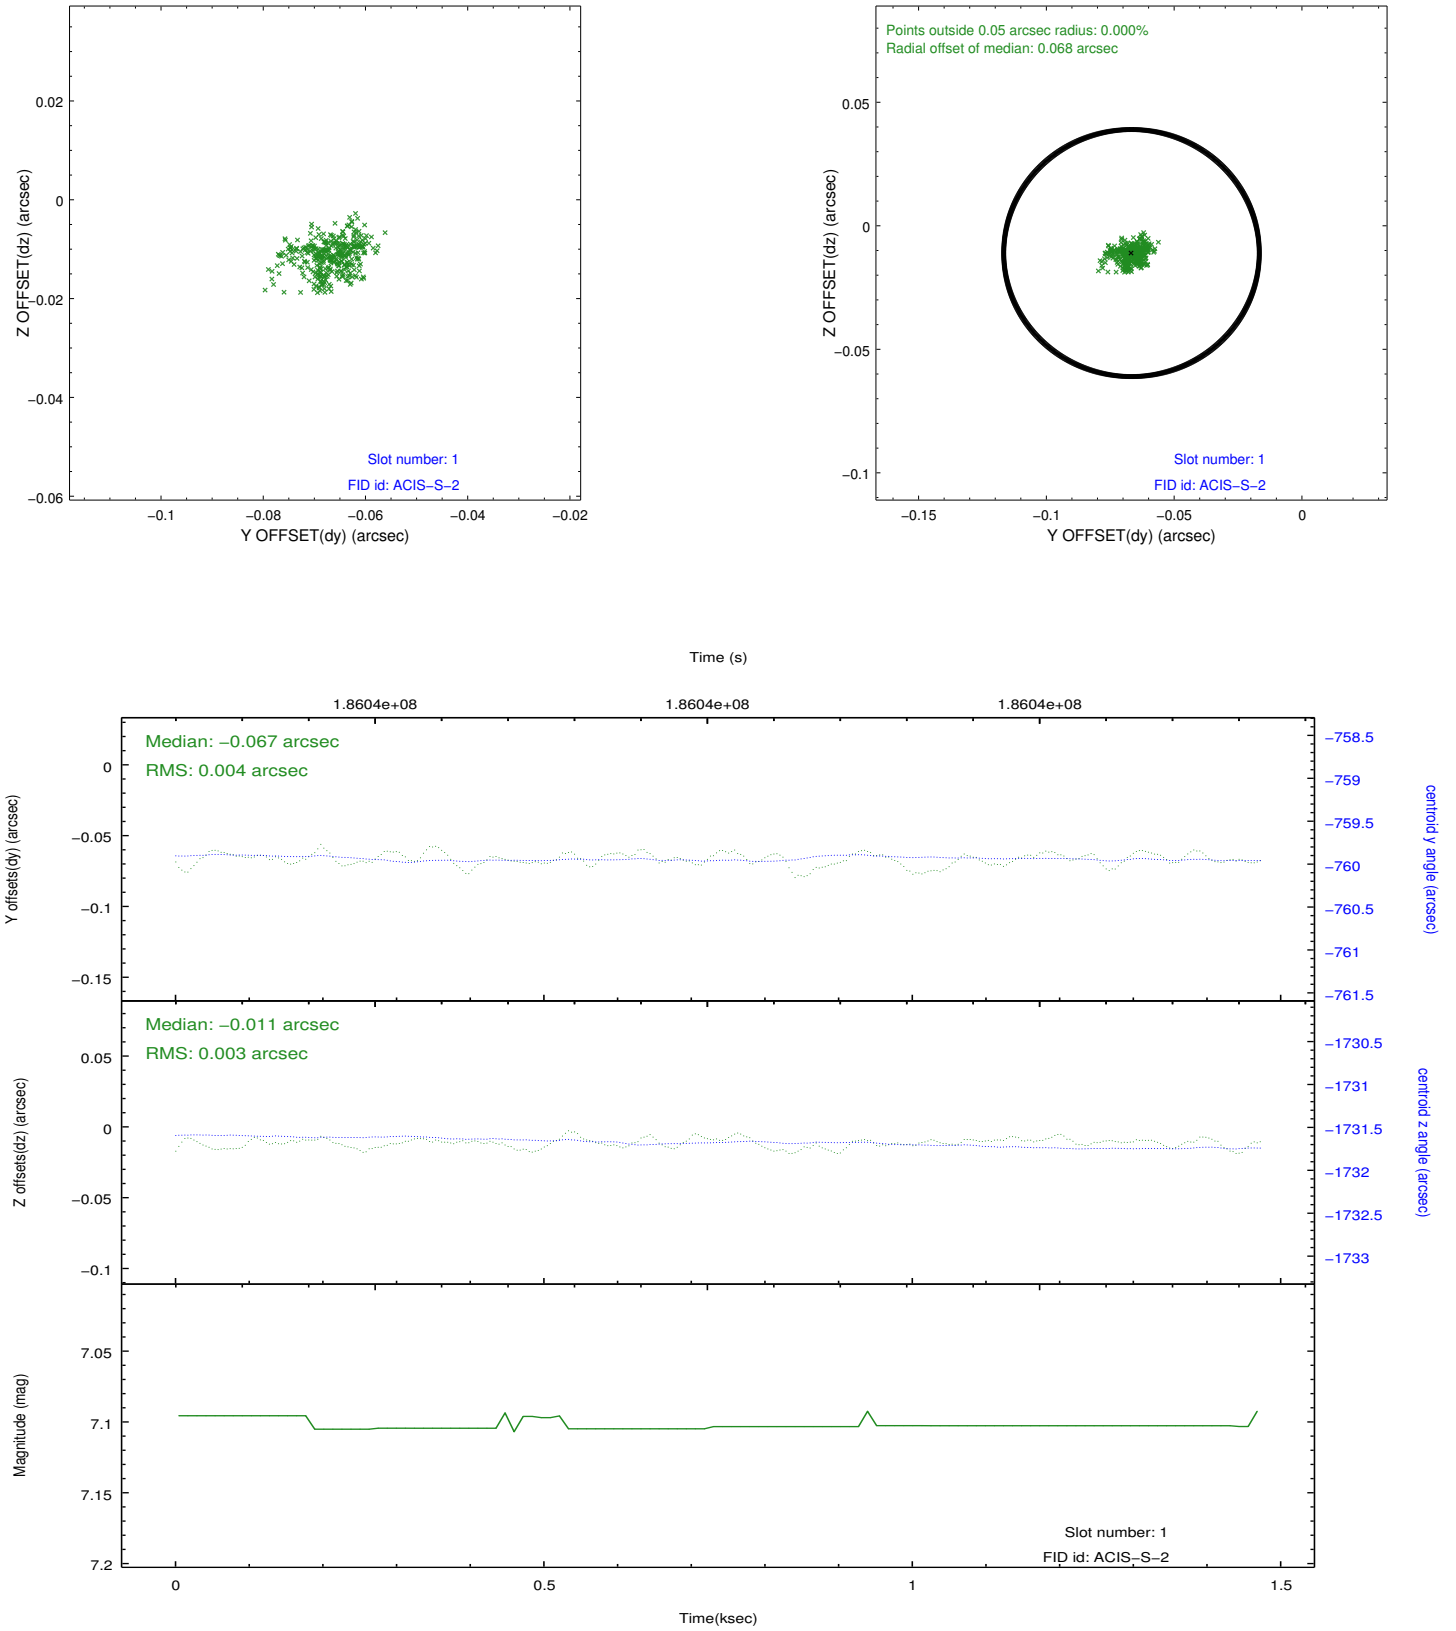 0.02
0
−0.02
−0.04
−0.06
Z OFFSET(dz) (arcsec)
Slot number: 1
FID id: ACIS−S−2
−0.1
−0.08
−0.06
−0.04
−0.02
Y OFFSET(dy) (arcsec)
Points outside 0.05 arcsec radius: 0.000%
Radial offset of median: 0.068 arcsec
0.05
0
−0.05
−0.1
Z OFFSET(dz) (arcsec)
Slot number: 1
FID id: ACIS−S−2
−0.15
−0.1
−0.05
0
Y OFFSET(dy) (arcsec)
Time (s)
1.8604e+08
1.8604e+08
1.8604e+08
Median: −0.067 arcsec
RMS: 0.004 arcsec
0
−0.05
−0.1
−0.15
Y offsets(dy) (arcsec)
−758.5
−759
−759.5
−760
−760.5
−761
−761.5
centroid y angle (arcsec)
Median: −0.011 arcsec
RMS: 0.003 arcsec
0.05
0
−0.05
−0.1
Z offsets(dz) (arcsec)
−1730.5
−1731
−1731.5
−1732
−1732.5
−1733
centroid z angle (arcsec)
7.05
7.1
7.15
7.2
Magnitude (mag)
Slot number: 1
FID id: ACIS−S−2
0
0.5
1
1.5
Time(ksec)